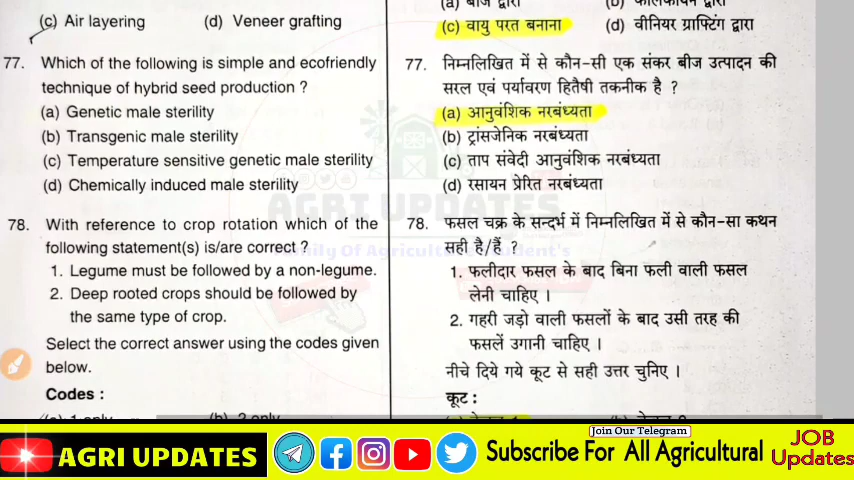 (c) Air layering (d) Veneer grafting
77. Which of the following is simple and ecofriendly
technique of hybrid seed production ?
(a) Genetic male sterility
(b) Transgenic male sterility
(c) Temperature sensitive genetic male sterility
(d) Chemically induced male sterility
78. With reference to crop rotation which of the
following statement(s) is/are correct ?
1. Legume must be followed by a non-legume.
2. Deep rooted crops should be followed by
the same type of crop.
Select the correct answer using the codes given
below.
Codes :
(c) वायु परत बनाना (d) वीनियर ग्राफ्टिंग द्वारा
77. निम्नलिखित में से कौन-सी एक संकर बीज उत्पादन की
सरल एवं पर्यावरण हितैषी तकनीक है ?
(a) आनुवंशिक नरबंध्यता
(b) ट्रांसजेनिक नरबंध्यता
(c) ताप संवेदी आनुवंशिक नरबंध्यता
(d) रसायन प्रेरित नरबंध्यता
78. फसल चक्र के सन्दर्भ में निम्नलिखित में से कौन-सा कथन
सही है/हैं ?
1. फलीदार फसल के बाद बिना फली वाली फसल
लेनी चाहिए ।
2. गहरी जड़ो वाली फसलों के बाद उसी तरह की
फसलें उगानी चाहिए ।
नीचे दिये गये कूट से सही उत्तर चुनिए ।
कूट :
AGRI UPDATES
Family Of Agriculture Student's
AGRI UPDATES
Join Our Telegram
Subscribe For All Agricultural
JOB
Updates